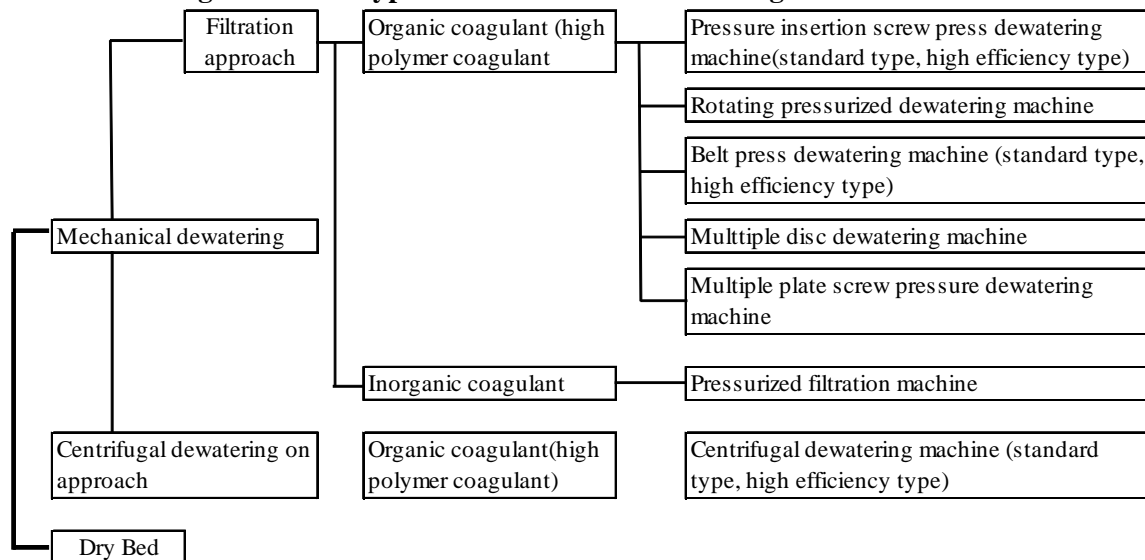 Filtration
approach
Organic coagulant (high
polymer coagulant
Pressure insertion screw press dewatering
machine(standard type, high efficiency type)
Rotating pressurized dewatering machine
Belt press dewatering machine (standard type,
high efficiency type)
Mechanical dewatering
Multtiple disc dewatering machine
Multiple plate screw pressure dewatering
machine
Inorganic coagulant
Pressurized filtration machine
Centrifugal dewatering on
approach
Organic coagulant(high
polymer coagulant)
Centrifugal dewatering machine (standard
type, high efficiency type)
Dry Bed